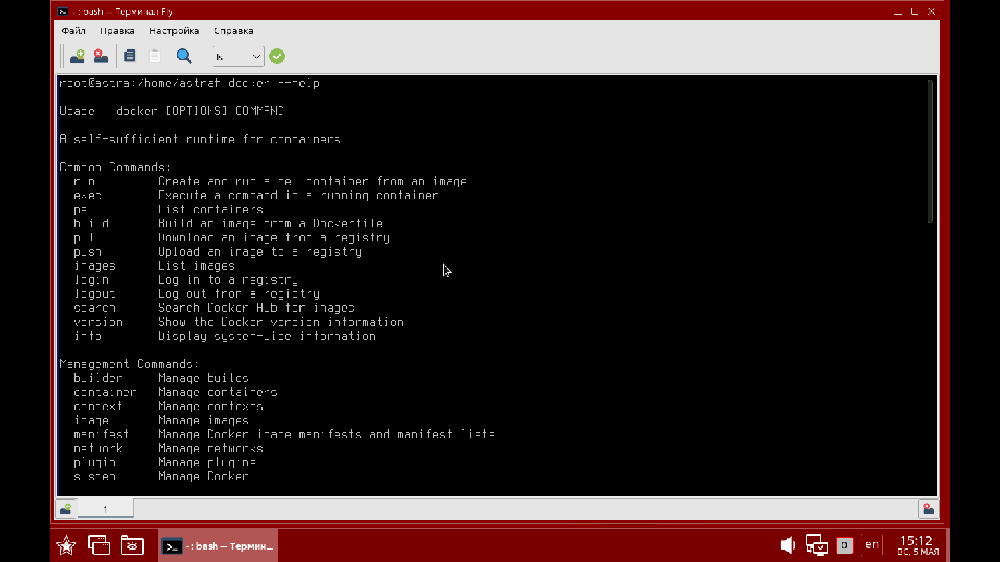 - : bash — Терминал Fly
Файл Правка Настройка Справка
ls
root@astra:/home/astra# docker --help
Usage:  docker [OPTIONS] COMMAND
A self-sufficient runtime for containers
Common Commands:
  run         Create and run a new container from an image
  exec        Execute a command in a running container
  ps          List containers
  build       Build an image from a Dockerfile
  pull        Download an image from a registry
  push        Upload an image to a registry
  images      List images
  login       Log in to a registry
  logout      Log out from a registry
  search      Search Docker Hub for images
  version     Show the Docker version information
  info        Display system-wide information
Management Commands:
  builder     Manage builds
  container   Manage containers
  context     Manage contexts
  image       Manage images
  manifest    Manage Docker image manifests and manifest lists
  network     Manage networks
  plugin      Manage plugins
  system      Manage Docker
1
- : bash — Термин...
0
en
15:12
ВС, 5 МАЯ